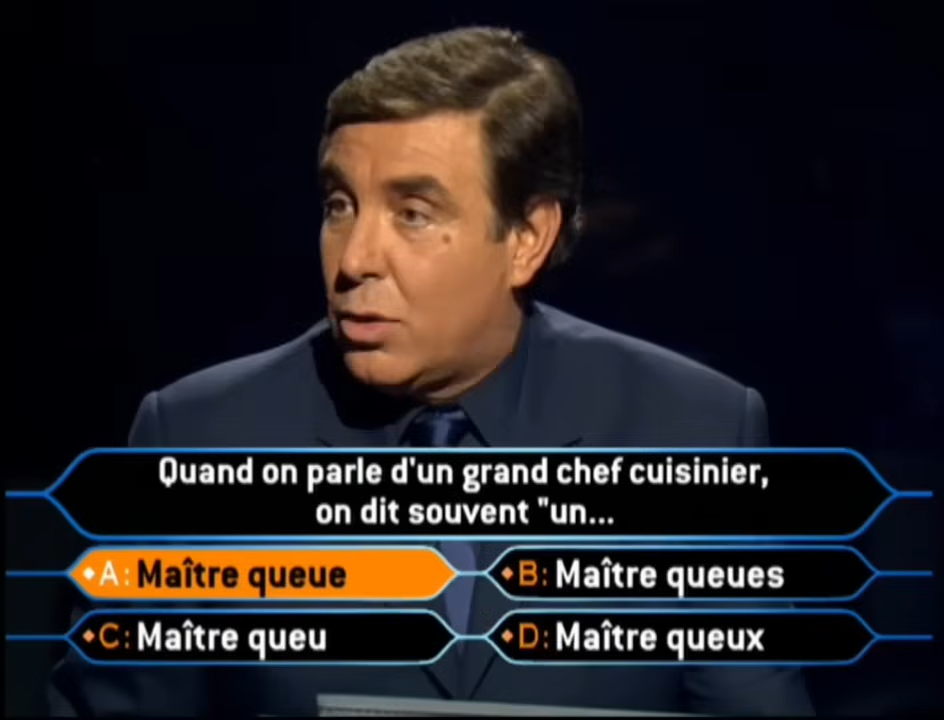 Quand on parle d'un grand chef cuisinier,
on dit souvent "un...
A: Maître queue
B: Maître queues
C: Maître queu
D: Maître queux